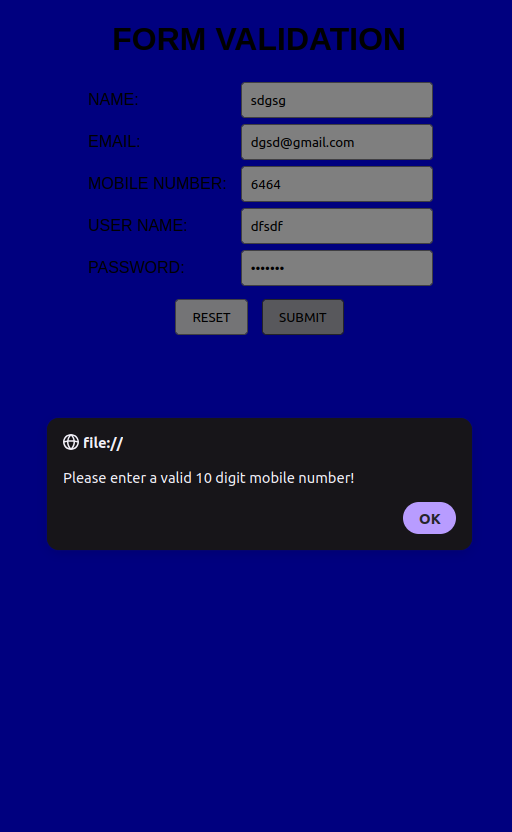 FORM VALIDATION
NAME: sdgsg
EMAIL: dgsd@gmail.com
MOBILE NUMBER: 6464
USER NAME: dfsdf
PASSWORD: •••••••
RESET SUBMIT
file://
Please enter a valid 10 digit mobile number!
OK